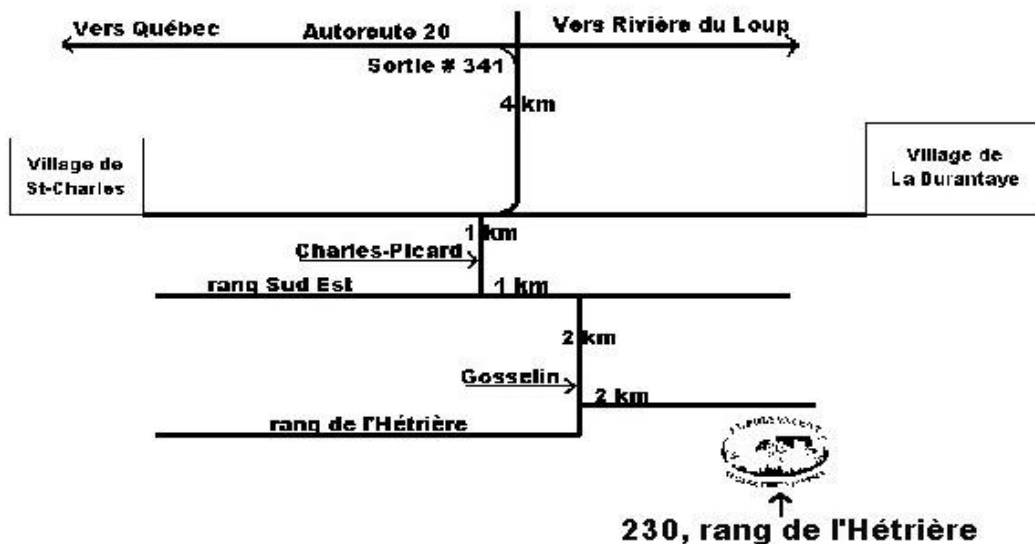 Vers Québec
Autoroute 20
Vers Rivière du Loup
Sortie # 341
4 km
Village de
St-Charles
Village de
La Durantaye
1 km
Charles-Picard
rang Sud Est
1 km
2 km
Gosselin
2 km
rang de l'Hétrière
230, rang de l'Hétrière